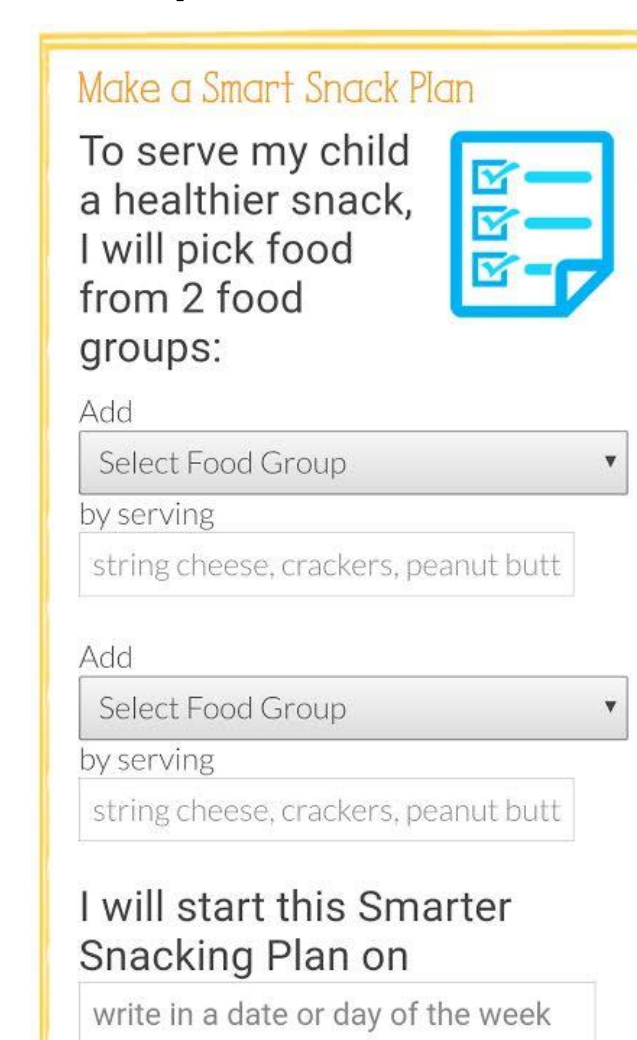 Make a Smart Snack Plan
To serve my child
a healthier snack,
I will pick food
from 2 food
groups:
Add
Select Food Group
by serving
string cheese, crackers, peanut butt
Add
Select Food Group
by serving
string cheese, crackers, peanut butt
I will start this Smarter
Snacking Plan on
write in a date or day of the week